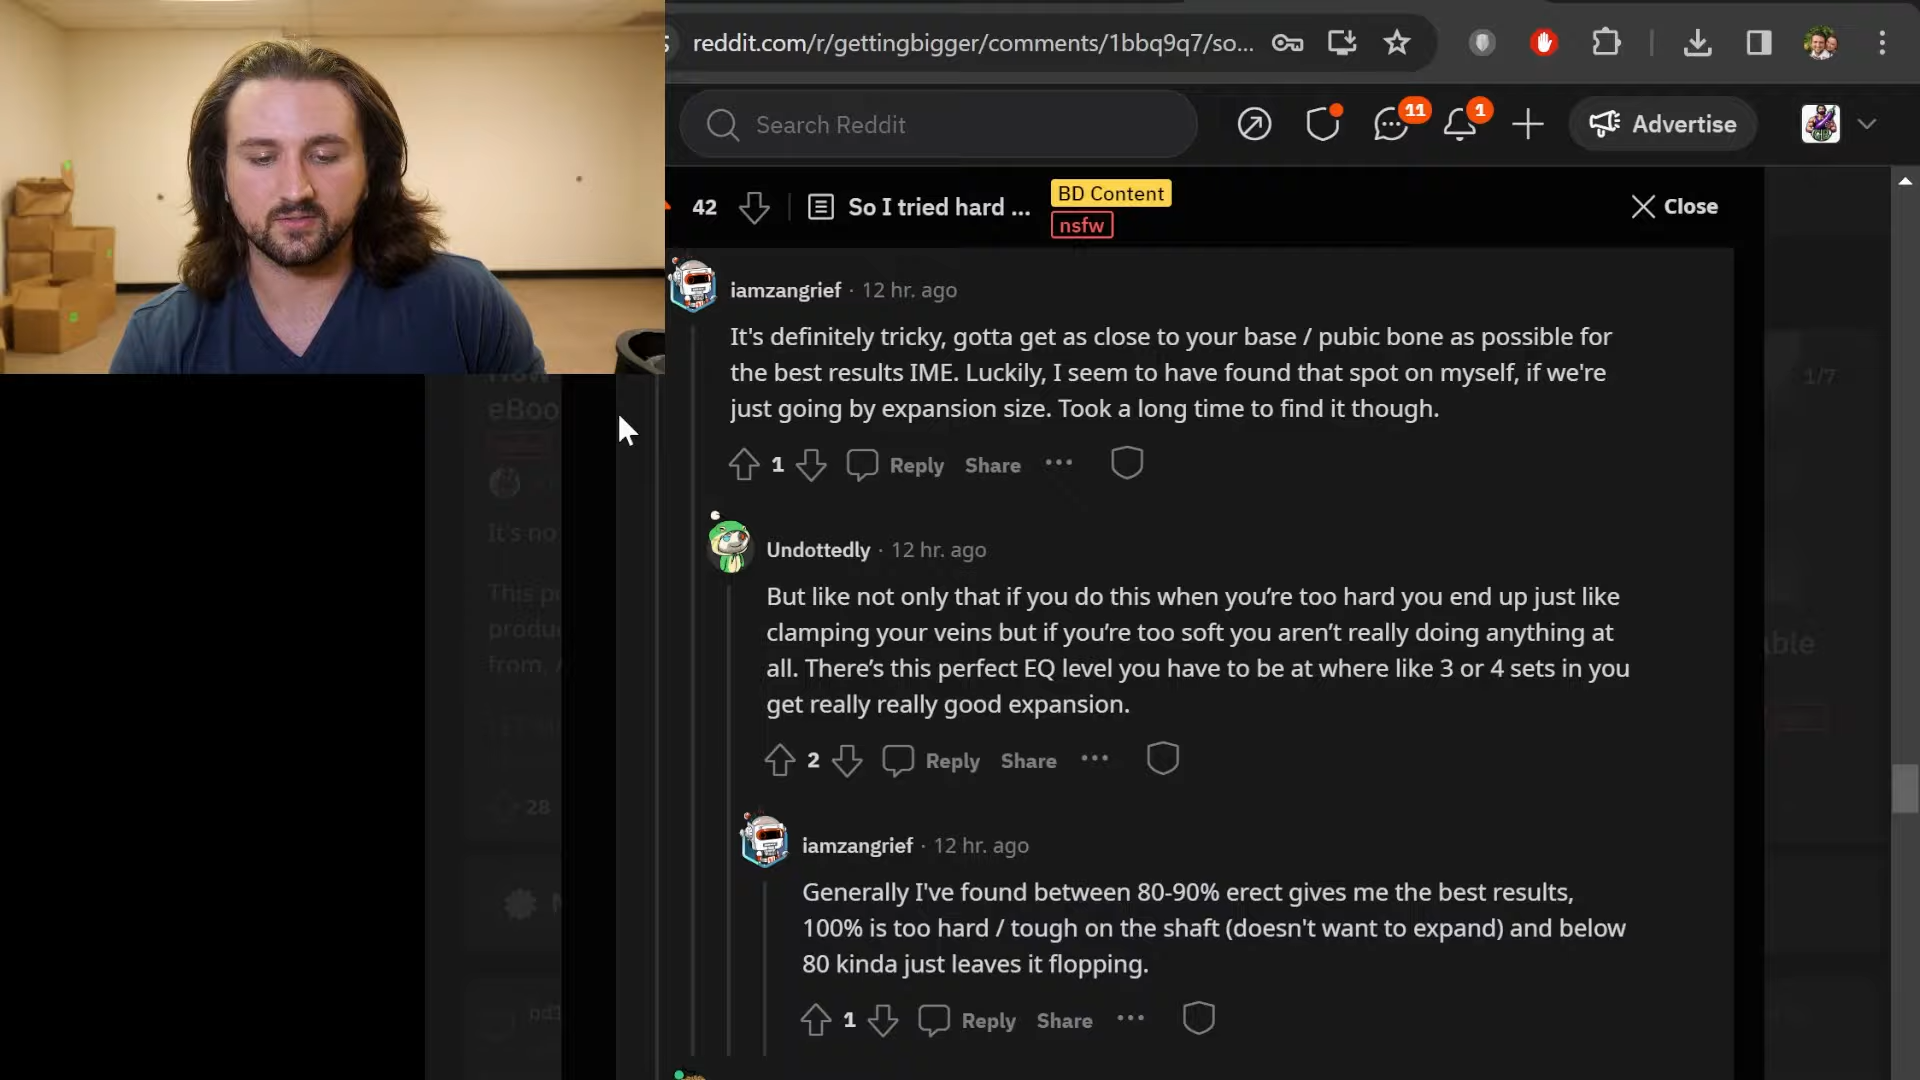 reddit.com/r/gettingbigger/comments/1bbq9q7/so...
Search Reddit
11
1
Advertise
42
So I tried hard ...
BD Content
nsfw
Close
iamzangrief · 12 hr. ago
It's definitely tricky, gotta get as close to your base / pubic bone as possible for
the best results IME. Luckily, I seem to have found that spot on myself, if we're
just going by expansion size. Took a long time to find it though.
1 Reply Share
Undottedly · 12 hr. ago
But like not only that if you do this when you’re too hard you end up just like
clamping your veins but if you’re too soft you aren’t really doing anything at
all. There’s this perfect EQ level you have to be at where like 3 or 4 sets in you
get really really good expansion.
2 Reply Share
iamzangrief · 12 hr. ago
Generally I've found between 80-90% erect gives me the best results,
100% is too hard / tough on the shaft (doesn't want to expand) and below
80 kinda just leaves it flopping.
1 Reply Share
eBoo
It's no
This p
produ
from,
28
1/7